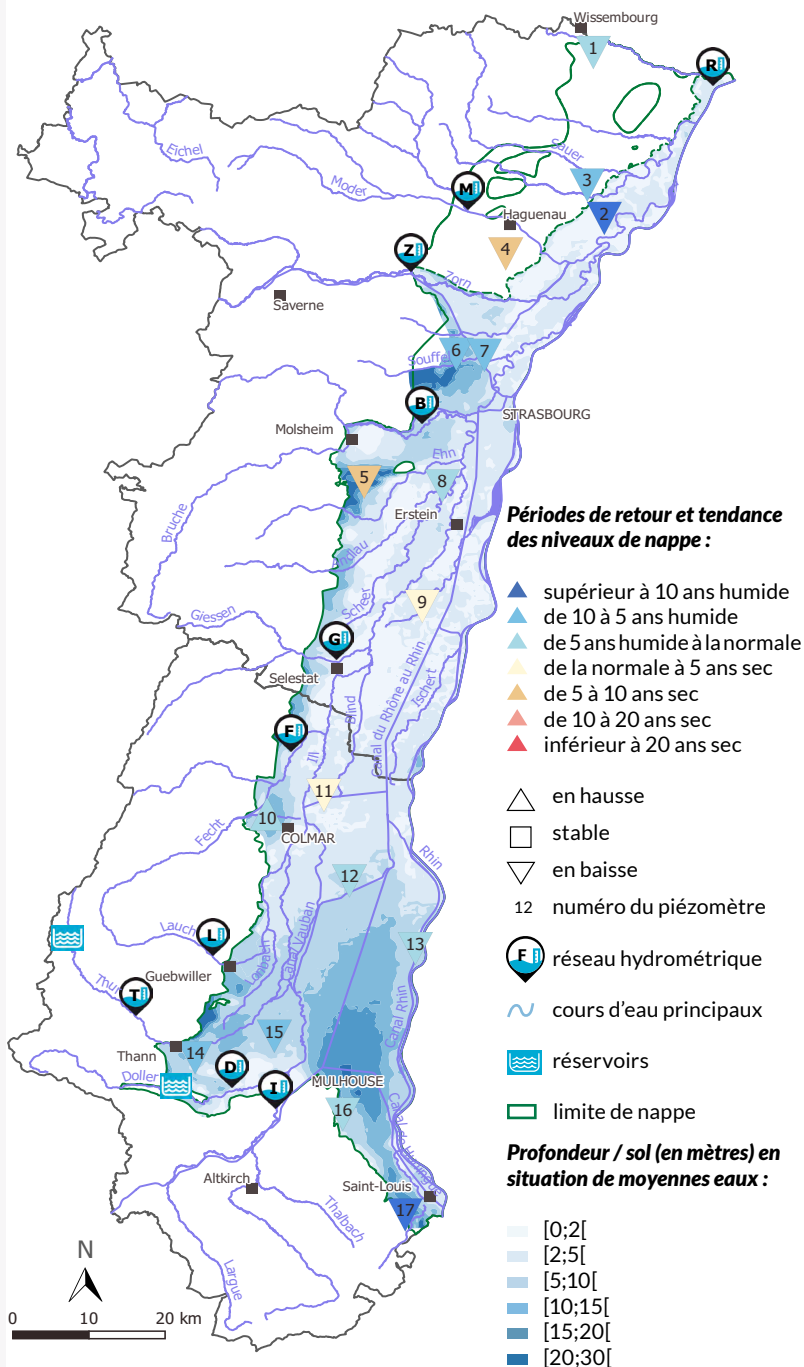 Wissembourg
1
R
Eichel
Sauer
Moder
M
3
Haguenau
2
4
Z
Zorn
Saverne
Souffel
6
7
B
STRASBOURG
Molsheim
Ehn
5
8
Erstein
Bruche
Andlau
Scheer
9
Giessen
G
Selestat
Blind
Canal du Rhône au Rhin
Ischert
F
Ill
11
10
COLMAR
Fecht
Rhin
12
Lauch
L
13
Canal Vauban
Guebwiller
Thur
T
Canal Rhin
15
Thann
14
Doller
D
I
MULHOUSE
16
Canal de Huningue
Altkirch
Saint-Louis
Thalbach
17
Largue
N
0 10 20 km
Périodes de retour et tendance
des niveaux de nappe :
supérieur à 10 ans humide
de 10 à 5 ans humide
de 5 ans humide à la normale
de la normale à 5 ans sec
de 5 à 10 ans sec
de 10 à 20 ans sec
inférieur à 20 ans sec
en hausse
stable
en baisse
12 numéro du piézomètre
F réseau hydrométrique
cours d'eau principaux
réservoirs
limite de nappe
Profondeur / sol (en mètres) en
situation de moyennes eaux :
[0;2[
[2;5[
[5;10[
[10;15[
[15;20[
[20;30[